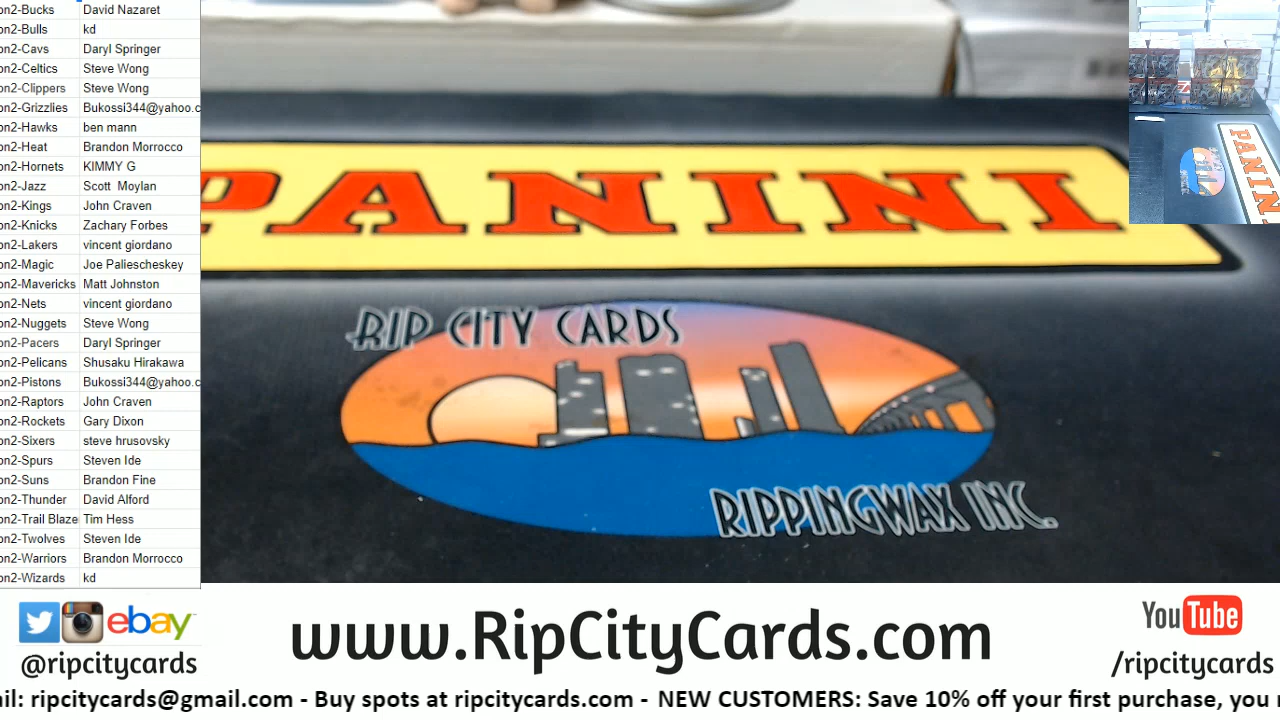 on2-Bucks David Nazaret
on2-Bulls kd
on2-Cavs Daryl Springer
on2-Celtics Steve Wong
on2-Clippers Steve Wong
on2-Grizzlies Bukossi344@yahoo.c
on2-Hawks ben mann
on2-Heat Brandon Morrocco
on2-Hornets KIMMY G
on2-Jazz Scott Moylan
on2-Kings John Craven
on2-Knicks Zachary Forbes
on2-Lakers vincent giordano
on2-Magic Joe Paliescheskey
on2-Mavericks Matt Johnston
on2-Nets vincent giordano
on2-Nuggets Steve Wong
on2-Pacers Daryl Springer
on2-Pelicans Shusaku Hirakawa
on2-Pistons Bukossi344@yahoo.c
on2-Raptors John Craven
on2-Rockets Gary Dixon
on2-Sixers steve hrusovsky
on2-Spurs Steven Ide
on2-Suns Brandon Fine
on2-Thunder David Alford
on2-Trail Blaze Tim Hess
on2-Twolves Steven Ide
on2-Warriors Brandon Morrocco
on2-Wizards kd
PANINI
RIP CITY CARDS
RIPPINGWAX INC.
PANINI
ebay
@ripcitycards
www.RipCityCards.com
YouTube
/ripcitycards
ail: ripcitycards@gmail.com - Buy spots at ripcitycards.com - NEW CUSTOMERS: Save 10% off your first purchase, you